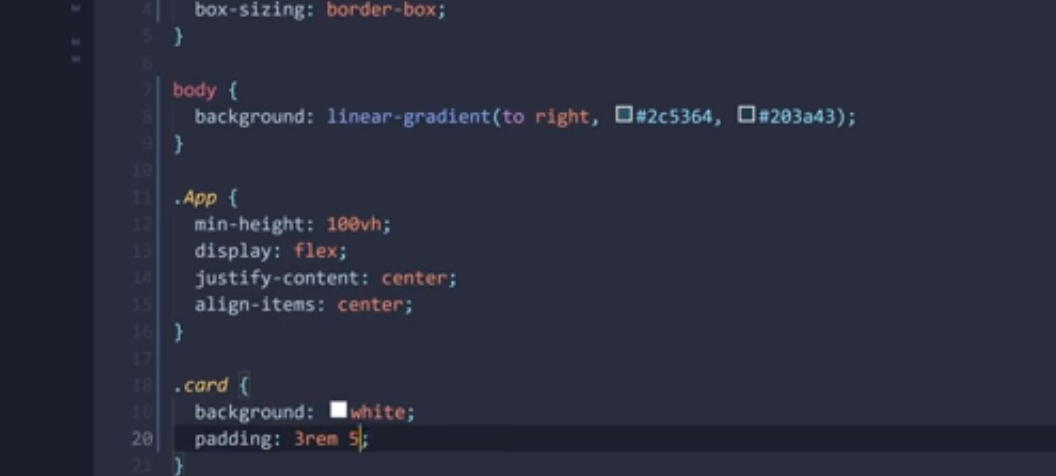 4 box-sizing: border-box;
5 }
6
7 body {
8 background: linear-gradient(to right, #2c5364, #203a43);
9 }
10
11 .App {
12 min-height: 100vh;
13 display: flex;
14 justify-content: center;
15 align-items: center;
16 }
17
18 .card {
19 background: white;
20 padding: 3rem 5;
21 }